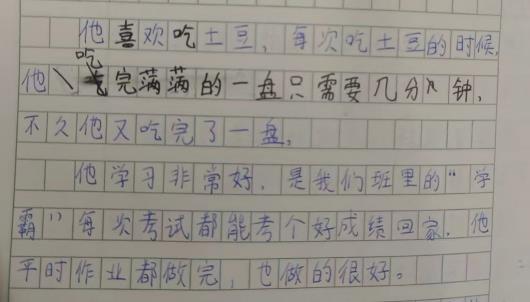 他喜欢吃土豆，每次吃土豆的时候，
他吃完满满的一盘只需要几分钟，
不久他又吃完了一盘。
他学习非常好，是我们班里的“学
霸”每次考试都能考个好成绩回家。他
平时作业都做完，也做的很好。